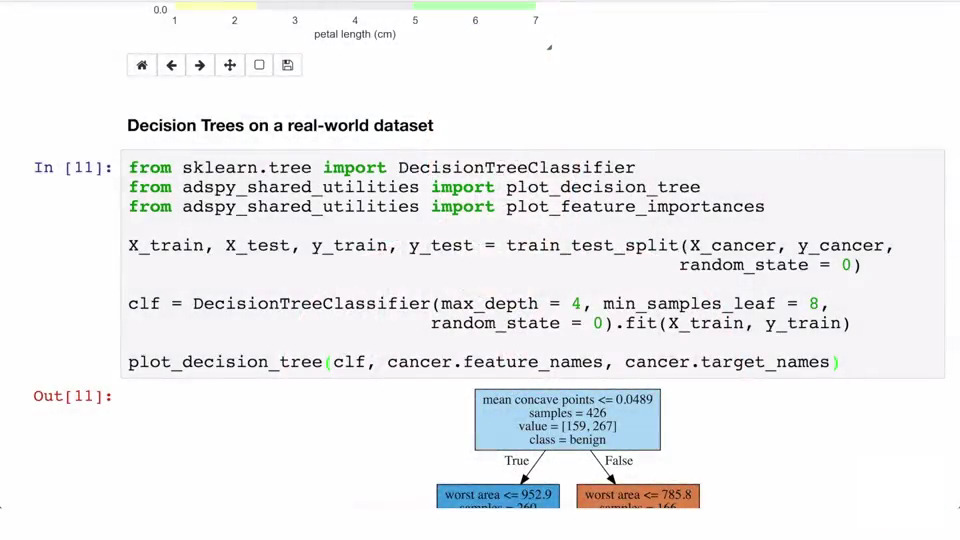 0.0
1 2 3 4 5 6 7
petal length (cm)
Decision Trees on a real-world dataset
In [11]: from sklearn.tree import DecisionTreeClassifier
from adspy_shared_utilities import plot_decision_tree
from adspy_shared_utilities import plot_feature_importances
X_train, X_test, y_train, y_test = train_test_split(X_cancer, y_cancer,
random_state = 0)
clf = DecisionTreeClassifier(max_depth = 4, min_samples_leaf = 8,
random_state = 0).fit(X_train, y_train)
plot_decision_tree(clf, cancer.feature_names, cancer.target_names)
Out[11]:
mean concave points <= 0.0489
samples = 426
value = [159, 267]
class = benign
True False
worst area <= 952.9 worst area <= 785.8
samples = 260 samples = 166